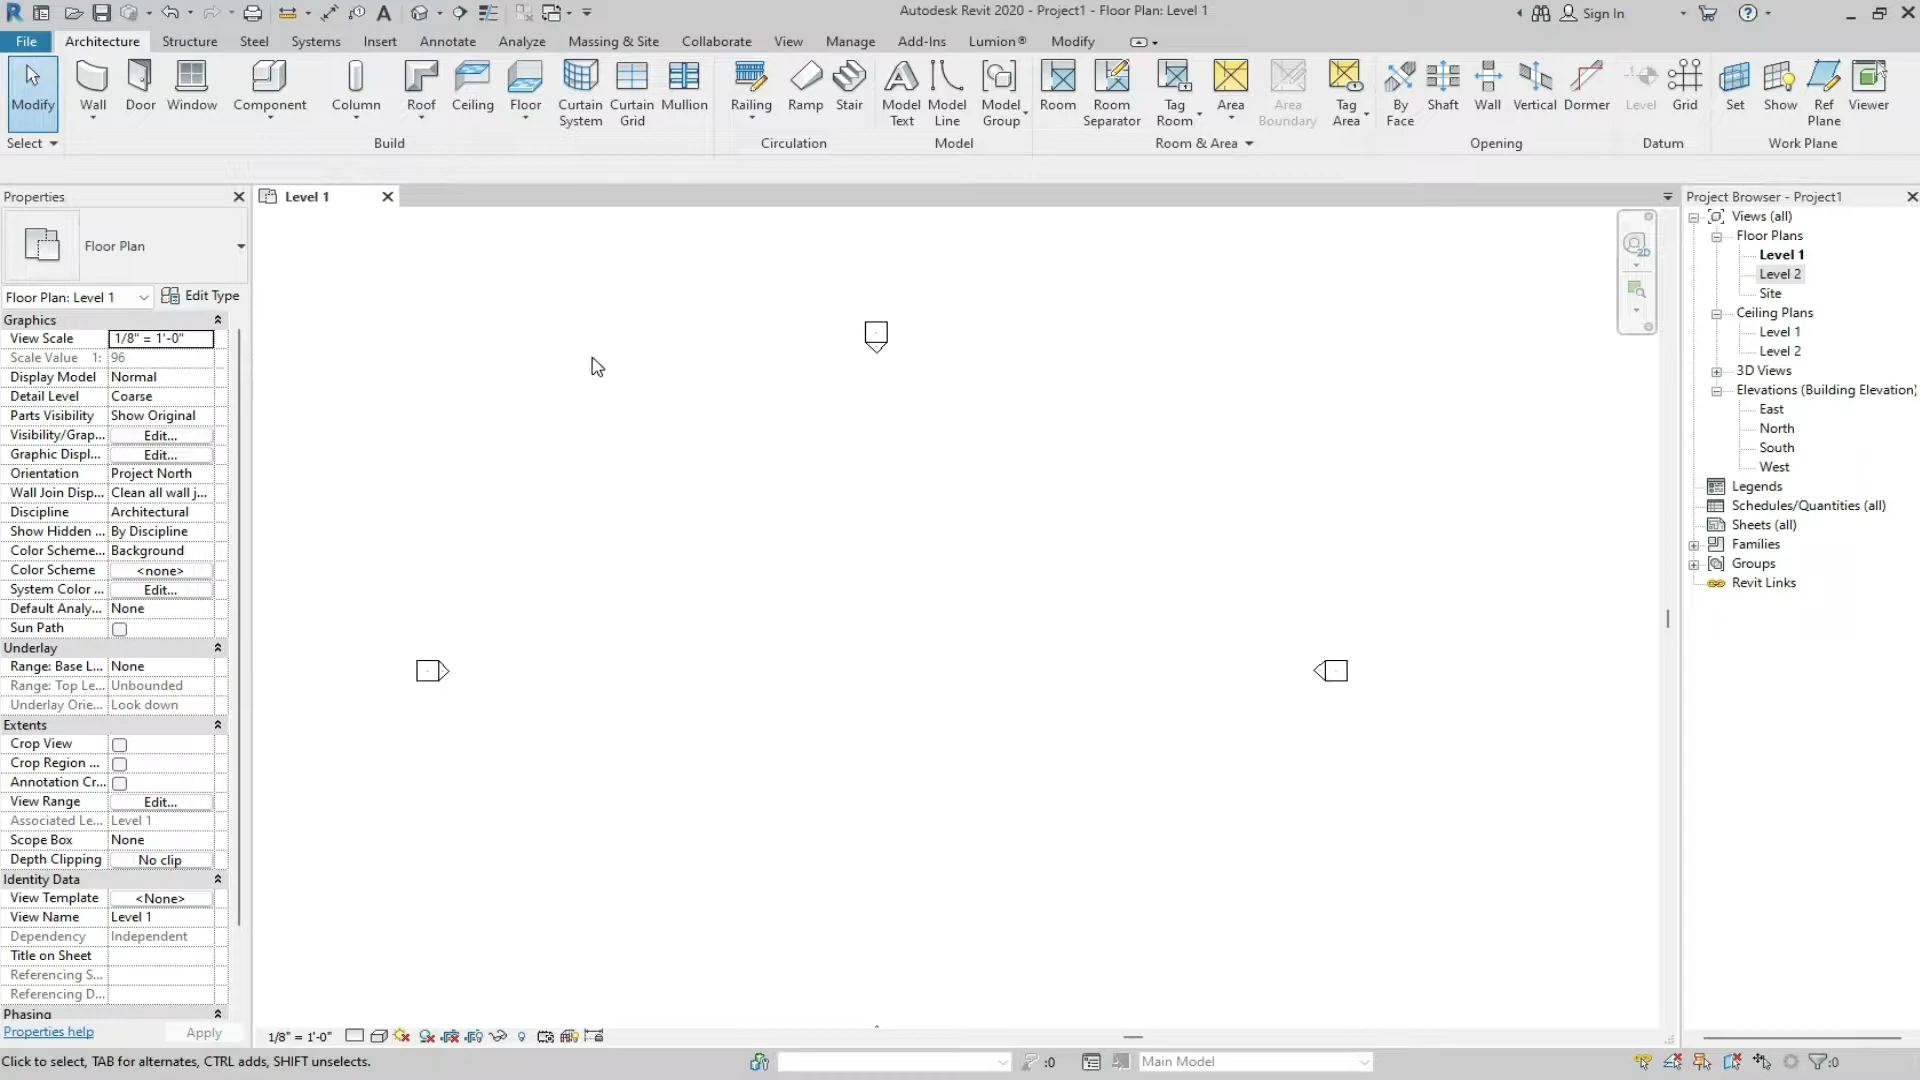 Autodesk Revit 2020 - Project1 - Floor Plan: Level 1
Sign In
File Architecture Structure Steel Systems Insert Annotate Analyze Massing & Site Collaborate View Manage Add-Ins Lumion® Modify
Modify Wall Door Window Component Column Roof Ceiling Floor Curtain System Curtain Grid Mullion Railing Ramp Stair Model Text Model Line Model Group Room Room Separator Tag Room Area Area Boundary Tag Area By Face Shaft Wall Vertical Dormer Level Grid Set Show Ref Plane Viewer
Select Build Circulation Model Room & Area Opening Datum Work Plane
Properties
Floor Plan
Floor Plan: Level 1 Edit Type
Graphics
View Scale 1/8" = 1'-0"
Scale Value 1: 96
Display Model Normal
Detail Level Coarse
Parts Visibility Show Original
Visibility/Grap... Edit...
Graphic Displ... Edit...
Orientation Project North
Wall Join Disp... Clean all wall j...
Discipline Architectural
Show Hidden ... By Discipline
Color Scheme... Background
Color Scheme <none>
System Color ... Edit...
Default Analy... None
Sun Path
Underlay
Range: Base L... None
Range: Top Le... Unbounded
Underlay Orie... Look down
Extents
Crop View
Crop Region ...
Annotation Cr...
View Range Edit...
Associated Le... Level 1
Scope Box None
Depth Clipping No clip
Identity Data
View Template <None>
View Name Level 1
Dependency Independent
Title on Sheet
Referencing S...
Referencing D...
Phasing
Properties help Apply
Level 1
2D
1/8" = 1'-0"
Project Browser - Project1
Views (all)
Floor Plans
Level 1
Level 2
Site
Ceiling Plans
Level 1
Level 2
3D Views
Elevations (Building Elevation)
East
North
South
West
Legends
Schedules/Quantities (all)
Sheets (all)
Families
Groups
Revit Links
Click to select, TAB for alternates, CTRL adds, SHIFT unselects.
:0 Main Model :0